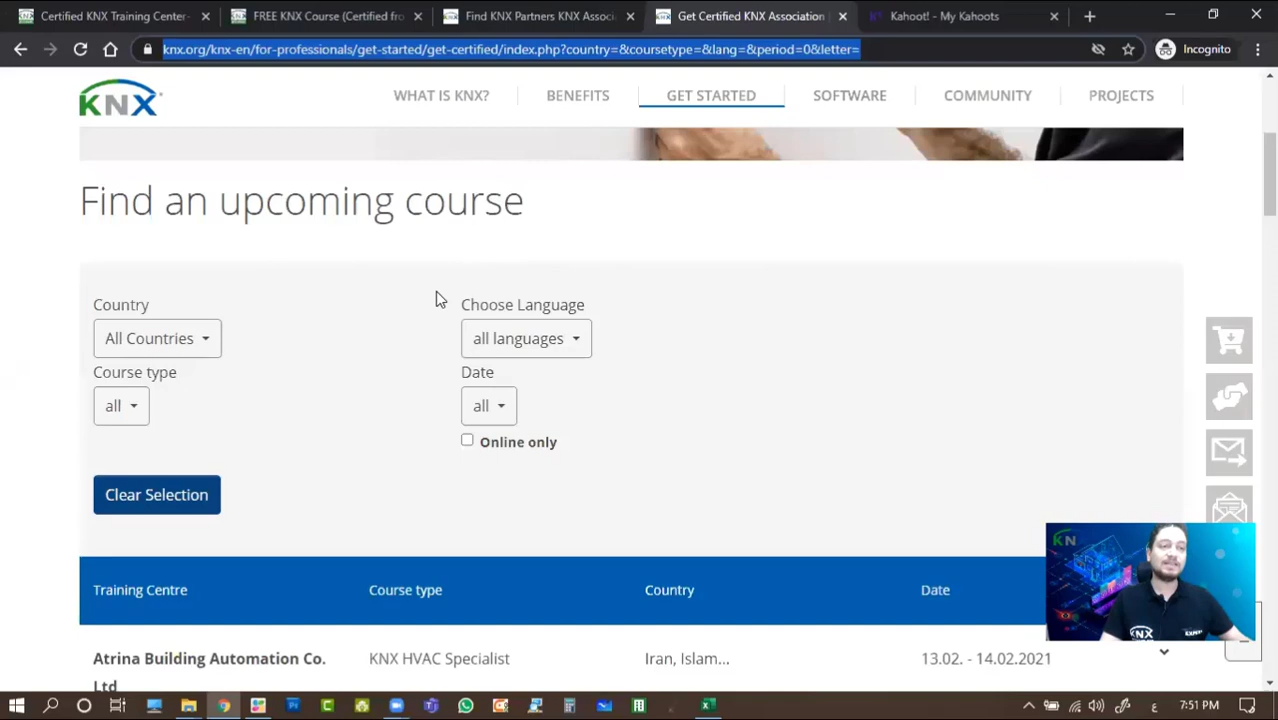 Certified KNX Training Center-
FREE KNX Course (Certified fro
Find KNX Partners KNX Associ
Get Certified KNX Association
Kahoot! - My Kahoots
knx.org/knx-en/for-professionals/get-started/get-certified/index.php?country=&coursetype=&lang=&period=0&letter=
Incognito
KNX
WHAT IS KNX?
BENEFITS
GET STARTED
SOFTWARE
COMMUNITY
PROJECTS
Find an upcoming course
Country
Choose Language
All Countries
all languages
Course type
Date
all
all
Online only
Clear Selection
Training Centre
Course type
Country
Date
Atrina Building Automation Co.
Ltd
KNX HVAC Specialist
Iran, Islam...
13.02. - 14.02.2021
KN
7:51 PM
ع